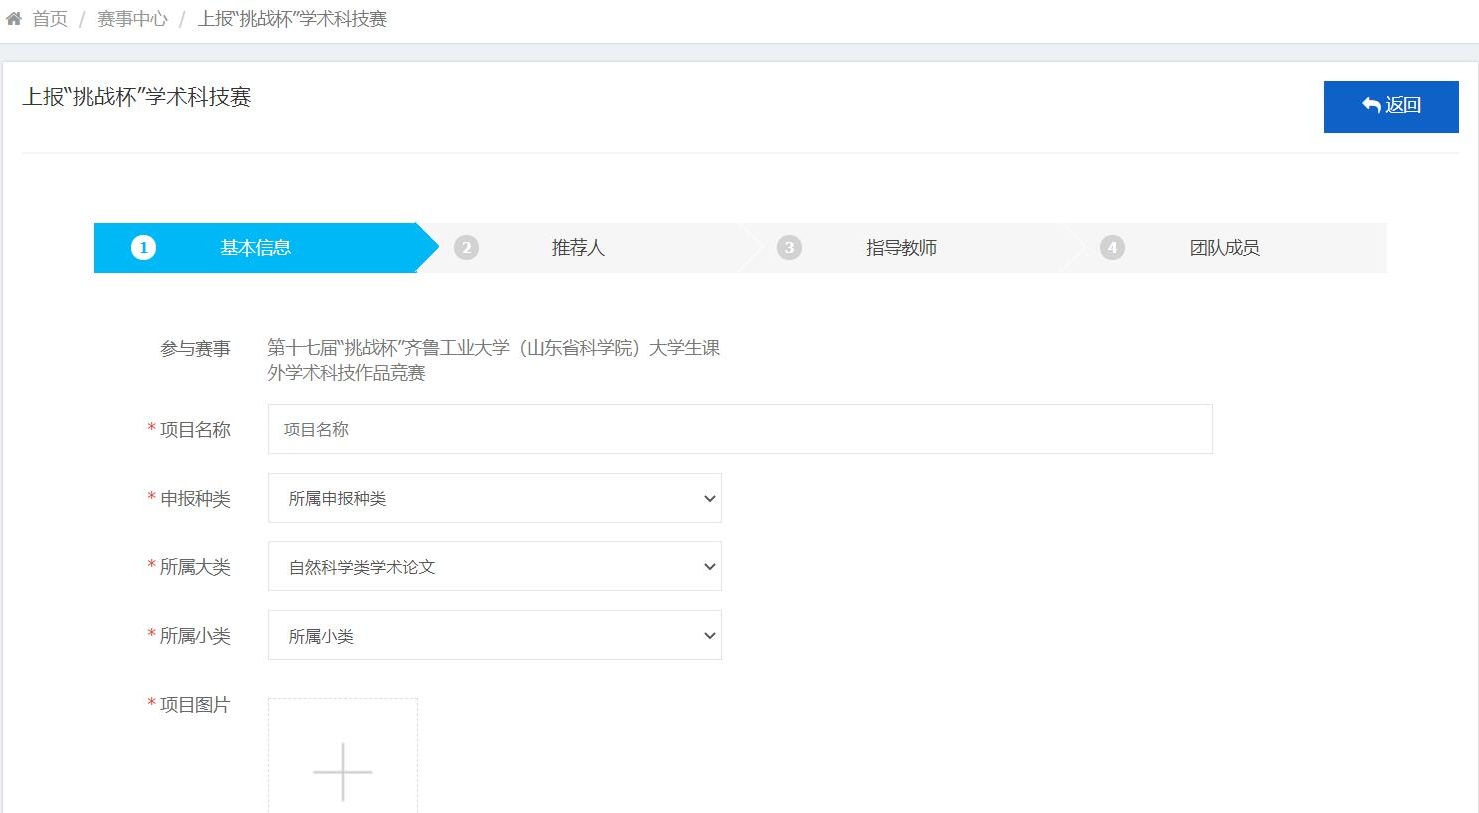 首页 / 赛事中心 / 上报“挑战杯”学术科技赛
上报“挑战杯”学术科技赛
返回
1 基本信息 2 推荐人 3 指导教师 4 团队成员
参与赛事 第十七届“挑战杯”齐鲁工业大学（山东省科学院）大学生课
外学术科技作品竞赛
* 项目名称 项目名称
* 申报种类 所属申报种类
* 所属大类 自然科学类学术论文
* 所属小类 所属小类
* 项目图片